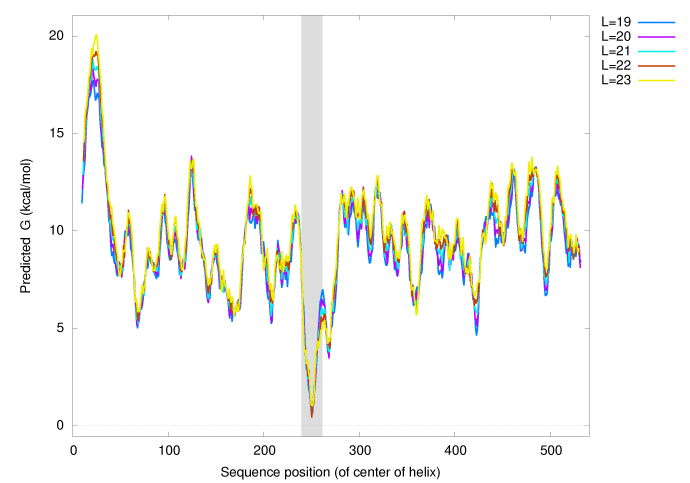 L=19
L=20
L=21
L=22
L=23
20
15
10
5
0
Predicted G (kcal/mol)
0 100 200 300 400 500
Sequence position (of center of helix)